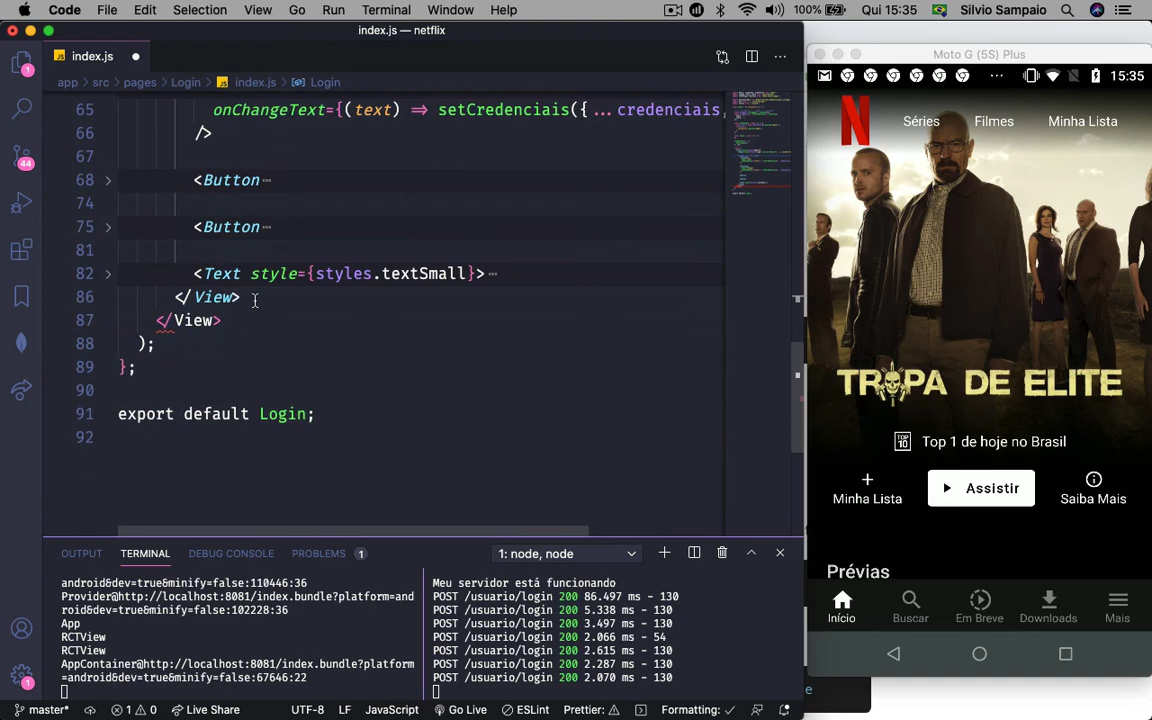 Code File Edit Selection View Go Run Terminal Window Help 100% Qui 15:35 Silvio Sampaio
index.js — netflix
index.js
app > src > pages > Login > index.js > Login
65 onChangeText={(text) => setCredenciais({...credenciais,
66 />
67
68 <Button
74
75 <Button
81
82 <Text style={styles.textSmall}>
86 </View>
87 </View>
88 );
89 };
90
91 export default Login;
92
1
44
1
OUTPUT TERMINAL DEBUG CONSOLE PROBLEMS 1 1: node, node
android&dev=true&minify=false:110446:36
Provider@http://localhost:8081/index.bundle?platform=and
roid&dev=true&minify=false:102228:36
App
RCTView
RCTView
AppContainer@http://localhost:8081/index.bundle?platform
=android&dev=true&minify=false:67646:22
Meu servidor está funcionando
POST /usuario/login 200 86.497 ms - 130
POST /usuario/login 200 5.338 ms - 130
POST /usuario/login 200 3.497 ms - 130
POST /usuario/login 200 2.066 ms - 54
POST /usuario/login 200 2.615 ms - 130
POST /usuario/login 200 2.287 ms - 130
POST /usuario/login 200 2.070 ms - 130
master* 1 0 Live Share UTF-8 LF JavaScript Go Live ESLint Prettier: Formatting:
Moto G (5S) Plus
15:35
N Séries Filmes Minha Lista
TROPA DE ELITE
TOP 10 Top 1 de hoje no Brasil
Minha Lista Assistir Saiba Mais
Prévias
Início Buscar Em Breve Downloads Mais
e